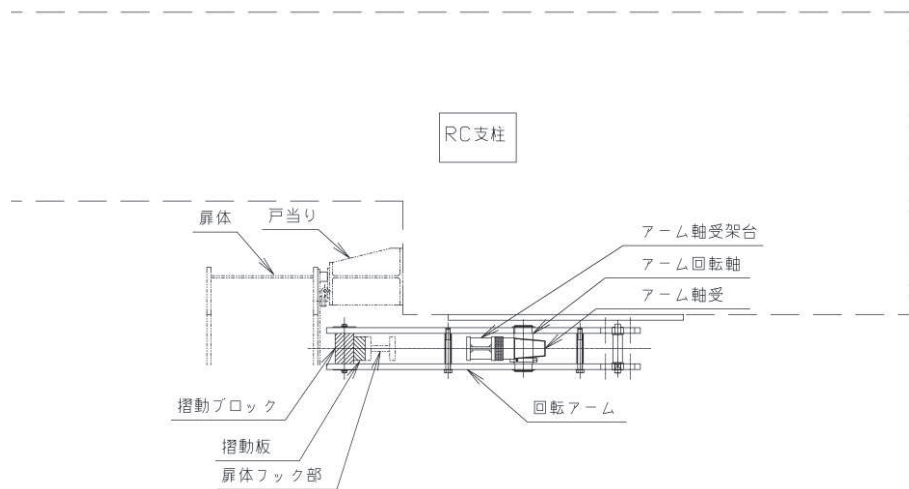 RC支柱
扉体
戸当り
アーム軸受架台
アーム回転軸
アーム軸受
摺動ブロック
回転アーム
摺動板
扉体フック部